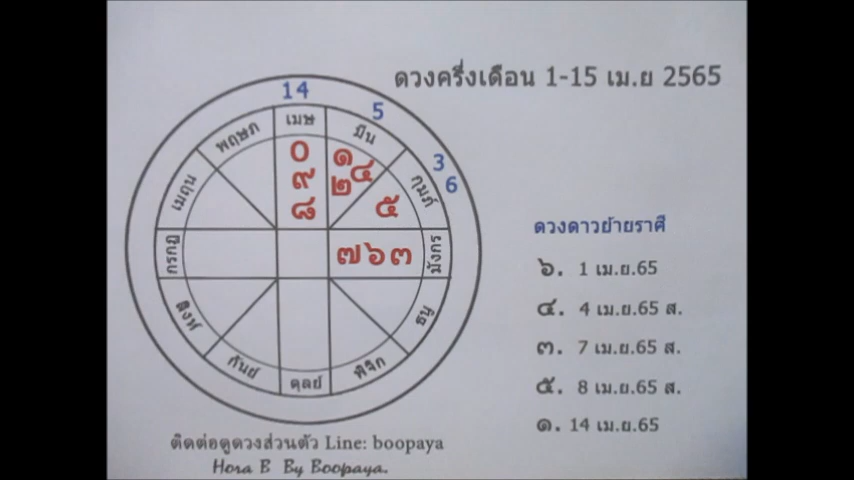 ดวงครึ่งเดือน 1-15 เม.ย 2565
14
5
3
6
เมษ
มีน
กุมภ์
มังกร
ธนู
พิจิก
ตุลย์
กันย์
สิงห์
กรกฎ
เมถุน
พฤษภ
๐
๙
๘
๑
๒ ๔
๕
๗ ๖ ๓
ดวงดาวย้ายราศี
๖. 1 เม.ย.65
๔. 4 เม.ย.65 ส.
๓. 7 เม.ย.65 ส.
๕. 8 เม.ย.65 ส.
๑. 14 เม.ย.65
ติดต่อดูดวงส่วนตัว Line: boopaya
Hora B By Boopaya.